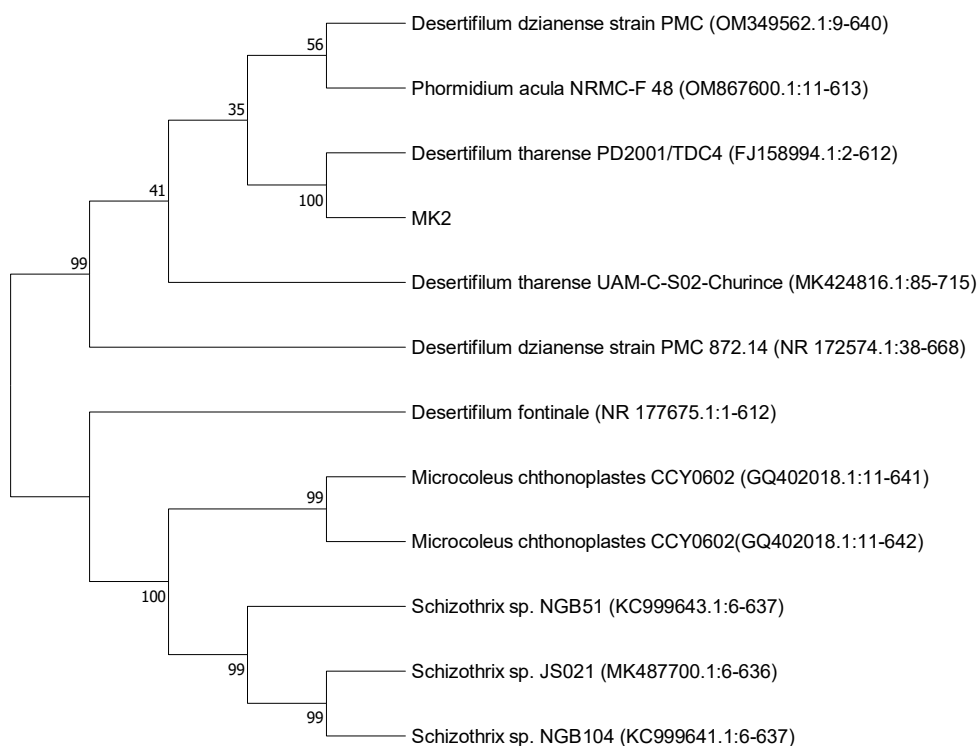 Desertifilum dzianense strain PMC (OM349562.1:9-640)
56
Phormidium acula NRMC-F 48 (OM867600.1:11-613)
35
Desertifilum tharense PD2001/TDC4 (FJ158994.1:2-612)
41
100
MK2
99
Desertifilum tharense UAM-C-S02-Churince (MK424816.1:85-715)
Desertifilum dzianense strain PMC 872.14 (NR 172574.1:38-668)
Desertifilum fontinale (NR 177675.1:1-612)
Microcoleus chthonoplastes CCY0602 (GQ402018.1:11-641)
99
Microcoleus chthonoplastes CCY0602(GQ402018.1:11-642)
100
Schizothrix sp. NGB51 (KC999643.1:6-637)
99
Schizothrix sp. JS021 (MK487700.1:6-636)
99
Schizothrix sp. NGB104 (KC999641.1:6-637)